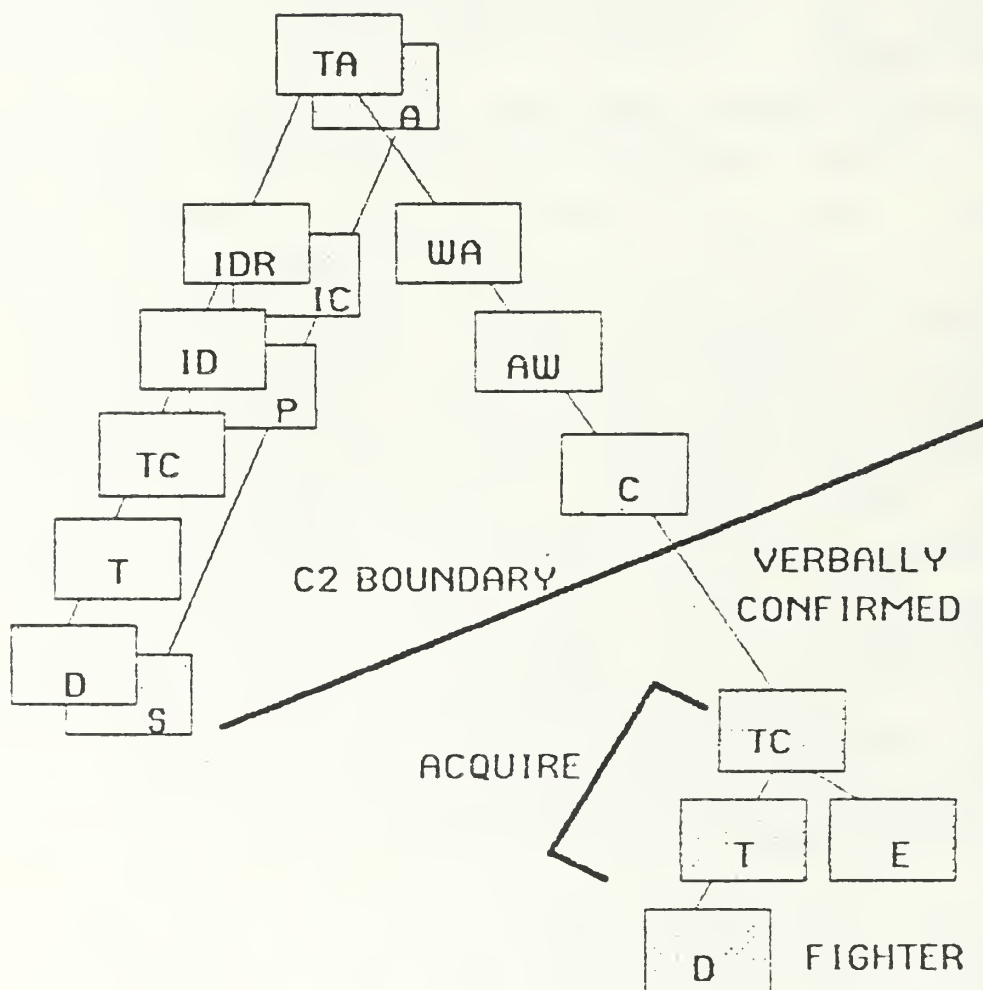 TA
A
IDR
IC
WA
ID
P
AW
TC
C
T
C2 BOUNDARY
VERBALLY
CONFIRMED
D
S
TC
ACQUIRE
T
E
D
FIGHTER